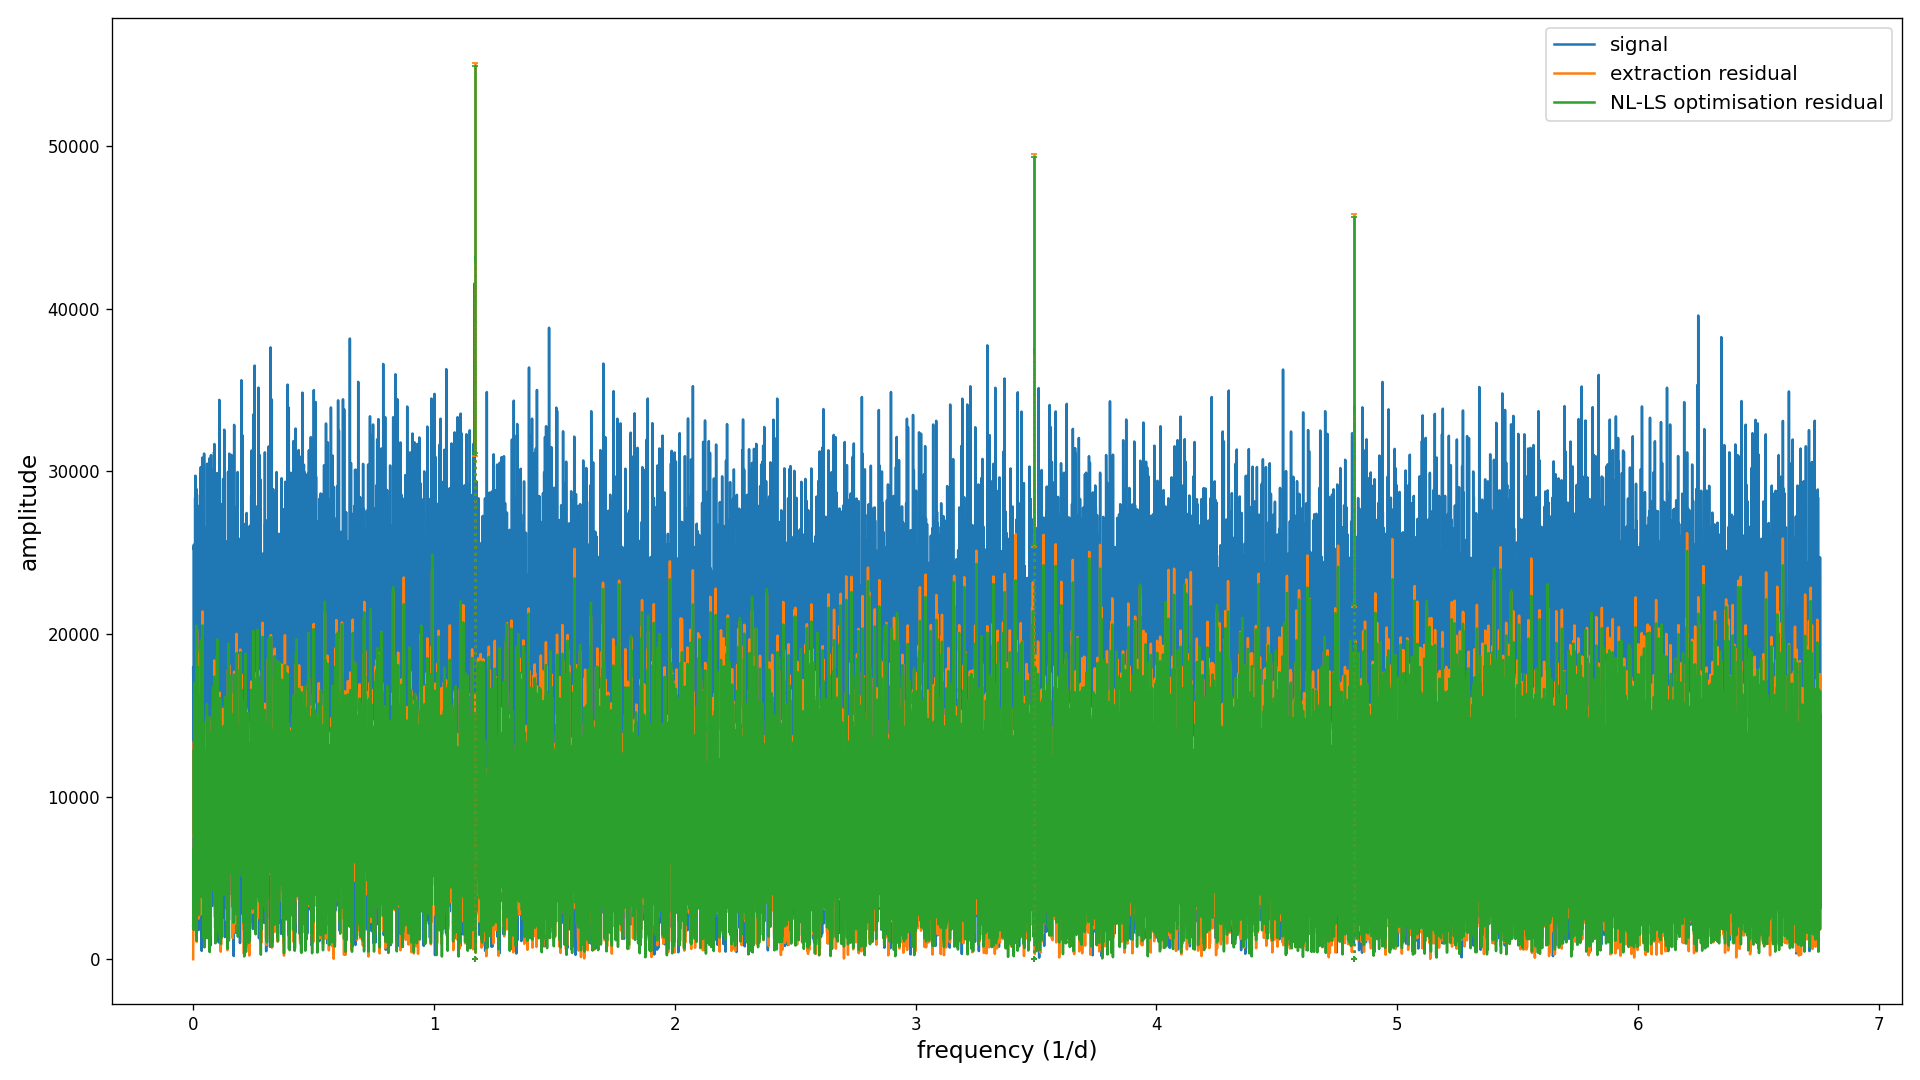 signal
extraction residual
NL-LS optimisation residual
amplitude
50000
40000
30000
20000
10000
0
0 1 2 3 4 5 6 7
frequency (1/d)